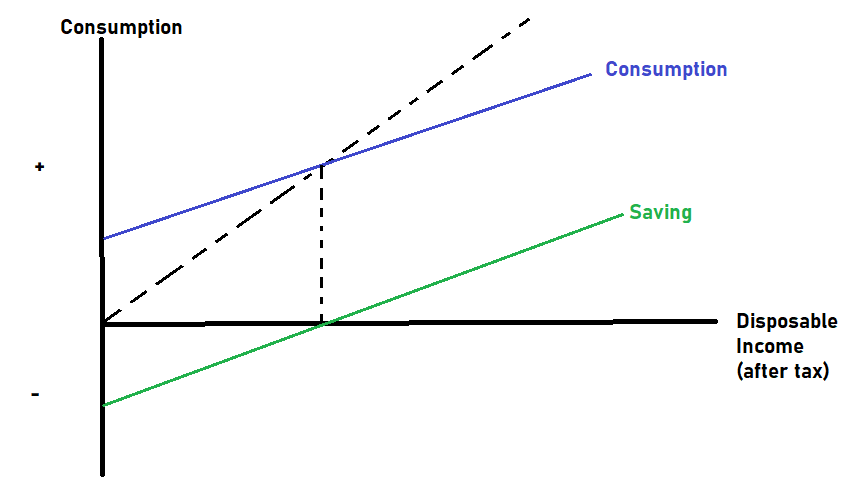 Consumption
Consumption
+
Saving
Disposable
Income
(after tax)
-